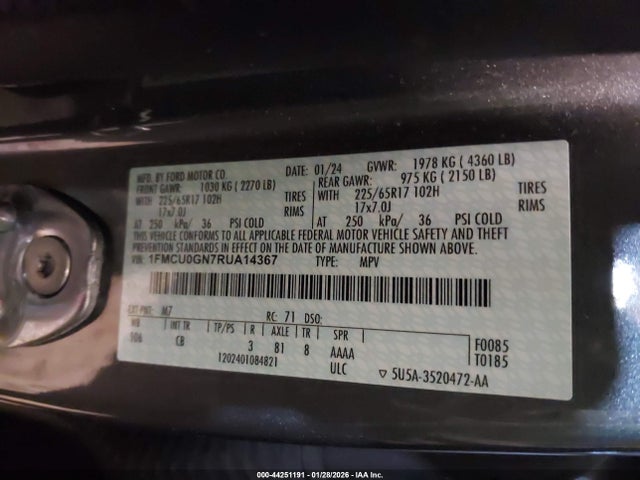 MFD. BY FORD MOTOR CO.
DATE: 01/24 GVWR: 1978 KG ( 4360 LB)
FRONT GAWR: 1030 KG ( 2270 LB) REAR GAWR: 975 KG ( 2150 LB)
WITH 225/65R17 102H TIRES WITH 225/65R17 102H TIRES
17x7.0J RIMS 17x7.0J RIMS
AT 250 kPa/ 36 PSI COLD AT 250 kPa/ 36 PSI COLD
THIS VEHICLE CONFORMS TO ALL APPLICABLE FEDERAL MOTOR VEHICLE SAFETY AND THEFT
PREVENTION STANDARDS IN EFFECT ON THE DATE OF MANUFACTURE SHOWN ABOVE.
VIN: 1FMCU0GN7RUA14367 TYPE: MPV
EXT PNT: M7 RC: 71 DSO:
WB INT TR TP/PS R AXLE TR SPR F0085
106 CB 3 81 8 AAAA T0185
1202401084821 ULC 5U5A-3520472-AA
000-44251191 - 01/28/2026 - IAA Inc.